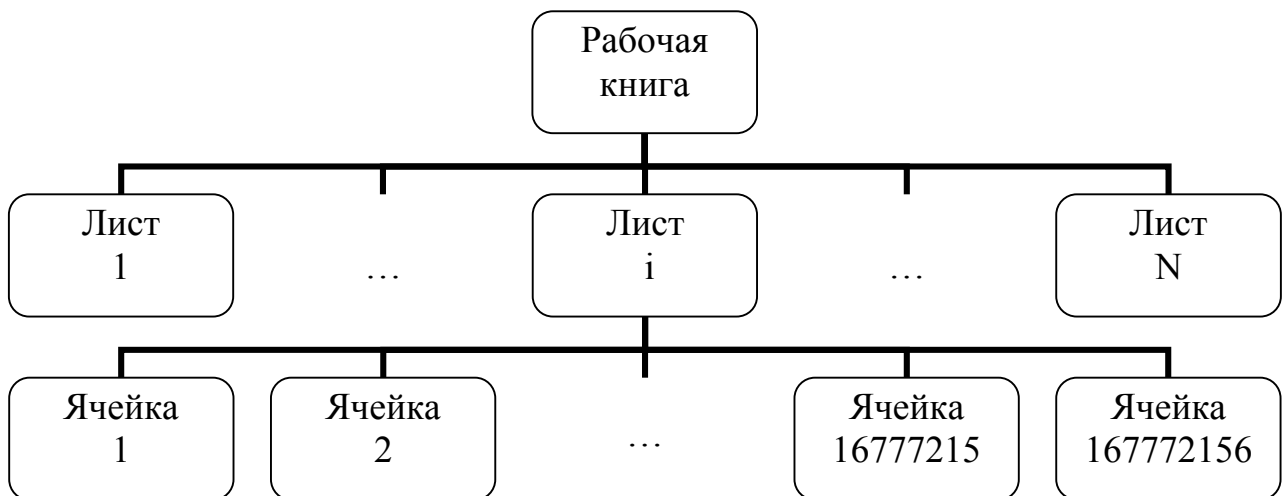 Рабочая
книга
Лист
1
…
Лист
i
…
Лист
N
Ячейка
1
Ячейка
2
…
Ячейка
16777215
Ячейка
167772156